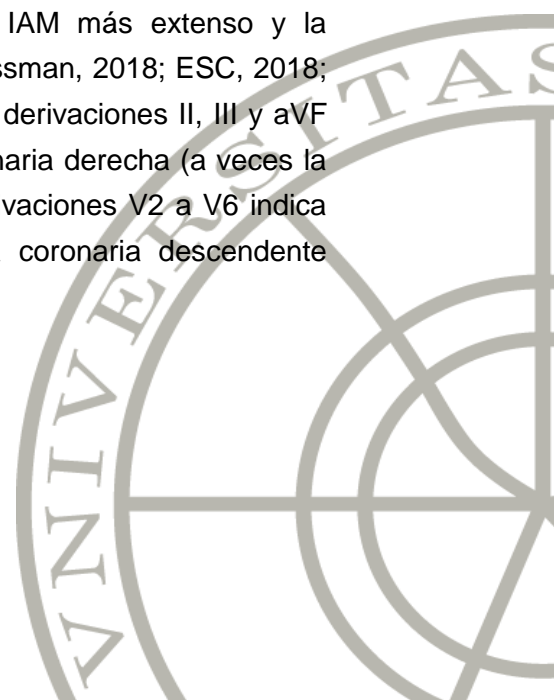 IAM más extenso y la
ssman, 2018; ESC, 2018;
derivaciones II, III y aVF
naria derecha (a veces la
vaciones V2 a V6 indica
coronaria descendente
VNIVERSITAS